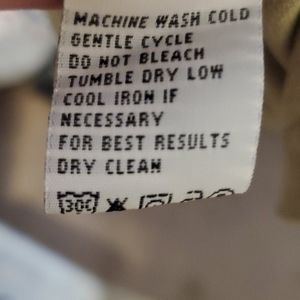 MACHINE WASH COLD
GENTLE CYCLE
DO NOT BLEACH
TUMBLE DRY LOW
COOL IRON IF
NECESSARY
FOR BEST RESULTS
DRY CLEAN
30C